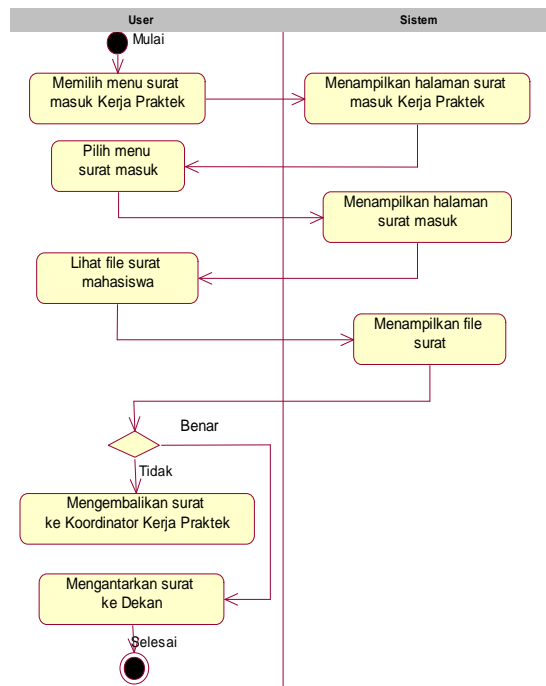 User
Sistem
Mulai
Memilih menu surat
masuk Kerja Praktek
Menampilkan halaman surat
masuk Kerja Praktek
Pilih menu
surat masuk
Menampilkan halaman
surat masuk
Lihat file surat
mahasiswa
Menampilkan file
surat
Benar
Tidak
Mengembalikan surat
ke Koordinator Kerja Praktek
Mengantarkan surat
ke Dekan
Selesai